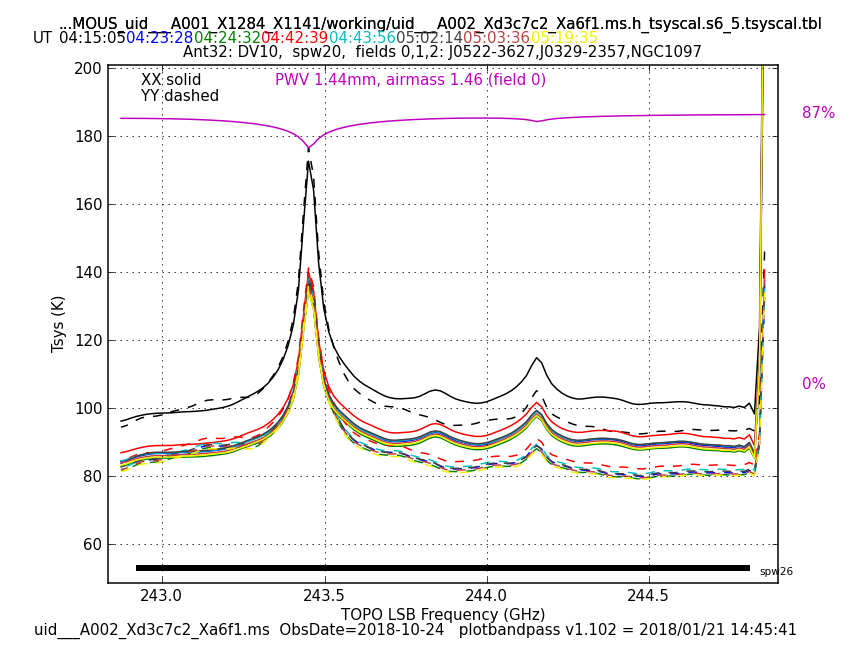 ...MOUS_uid___A001_X1284_X1141/working/uid___A002_Xd3c7c2_Xa6f1.ms.h_tsyscal.s6_5.tsyscal.tbl
UT 04:15:05 04:23:28 04:24:32 04:42:39 04:43:56 05:02:14 05:03:36 05:19:35
Ant32: DV10, spw20, fields 0,1,2: J0522-3627,J0329-2357,NGC1097
XX solid
YY dashed
PWV 1.44mm, airmass 1.46 (field 0)
87%
0%
200
180
160
140
120
100
80
60
Tsys (K)
spw26
243.0 243.5 244.0 244.5
TOPO LSB Frequency (GHz)
uid___A002_Xd3c7c2_Xa6f1.ms ObsDate=2018-10-24 plotbandpass v1.102 = 2018/01/21 14:45:41